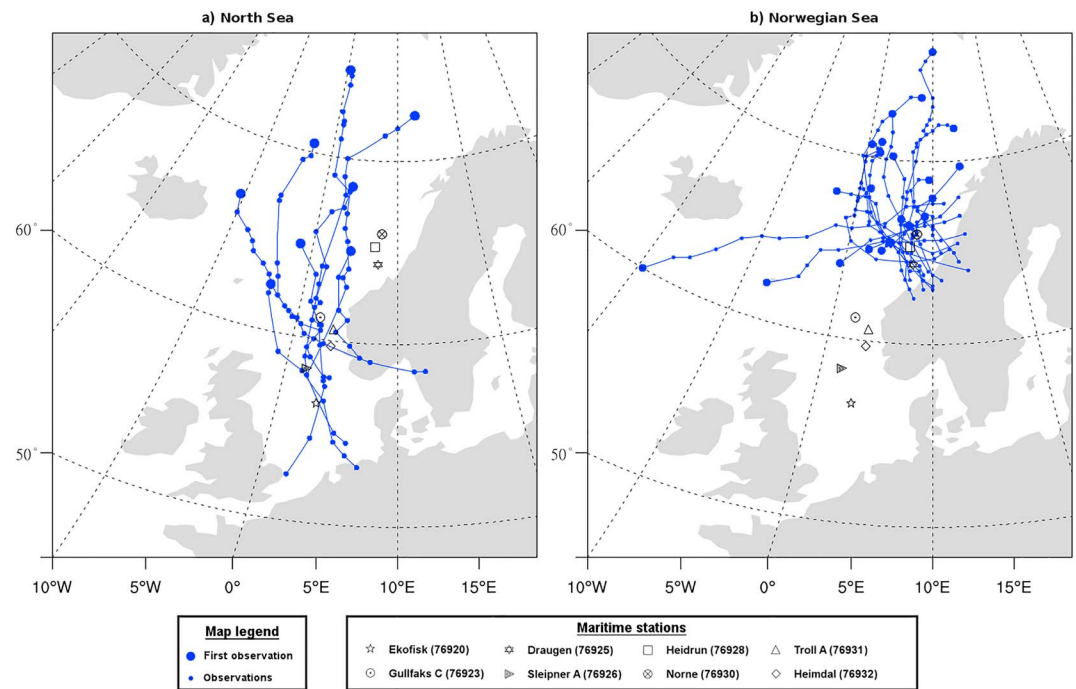 a) North Sea
b) Norwegian Sea
60°
50°
10°W 0° 5°E 10°E 15°E
60°
50°
10°W 5°W 0° 5°E 10°E 15°E
Map legend
First observation
Observations
Maritime stations
Ekofisk (76920) Draugen (76925) Heidrun (76928) Troll A (76931)
Gullfaks C (76923) Sleipner A (76926) Norne (76930) Heimdal (76932)